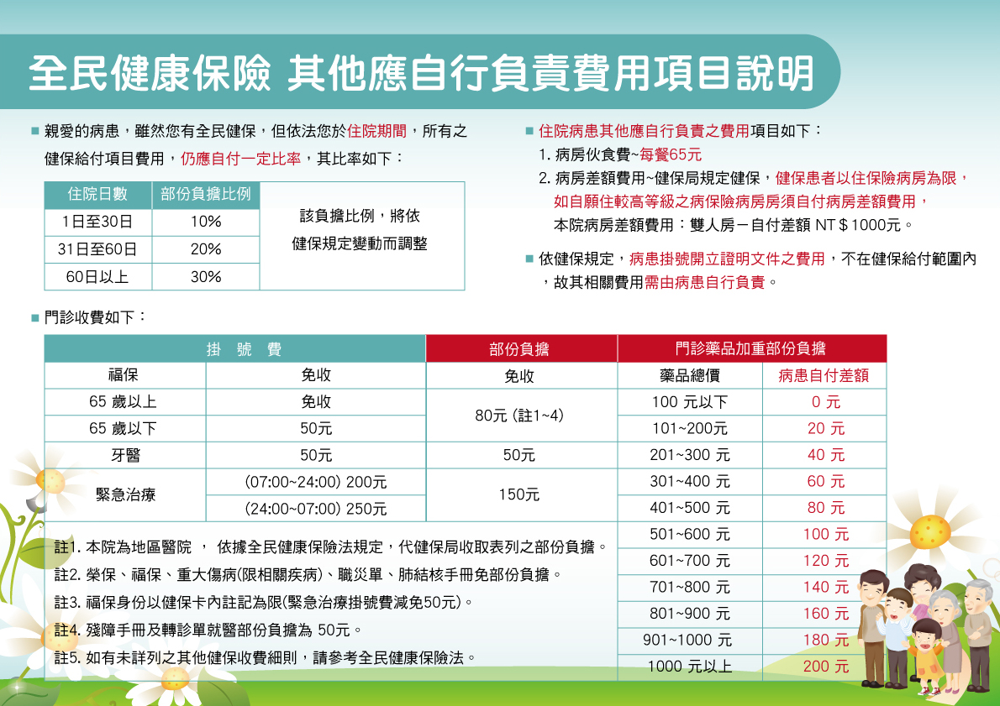 全民健康保險 其他應自行負責費用項目說明
■ 親愛的病患，雖然您有全民健保，但依法您於住院期間，所有之
健保給付項目費用，仍應自付一定比率，其比率如下：
住院日數 部份負擔比例
1日至30日 10%
31日至60日 20%
60日以上 30%
該負擔比例，將依
健保規定變動而調整
■ 住院病患其他應自行負責之費用項目如下：
1. 病房伙食費~每餐65元
2. 病房差額費用~健保局規定健保，健保患者以住保險病房為限，
如自願住較高等級之病保險病房房須自付病房差額費用，
本院病房差額費用：雙人房－自付差額 NT＄1000元。
■ 依健保規定，病患掛號開立證明文件之費用，不在健保給付範圍內
，故其相關費用需由病患自行負責。
■ 門診收費如下：
掛 號 費 部份負擔
福保 免收 免收
65 歲以上 免收 80元 (註1~4)
65 歲以下 50元
牙醫 50元 50元
緊急治療 (07:00~24:00) 200元 150元
(24:00~07:00) 250元
門診藥品加重部份負擔
藥品總價 病患自付差額
100 元以下 0 元
101~200元 20 元
201~300 元 40 元
301~400 元 60 元
401~500 元 80 元
501~600 元 100 元
601~700 元 120 元
701~800 元 140 元
801~900 元 160 元
901~1000 元 180 元
1000 元以上 200 元
註1. 本院為地區醫院 ， 依據全民健康保險法規定，代健保局收取表列之部份負擔。
註2. 榮保、福保、重大傷病(限相關疾病)、職災單、肺結核手冊免部份負擔。
註3. 福保身份以健保卡內註記為限(緊急治療掛號費減免50元)。
註4. 殘障手冊及轉診單就醫部份負擔為 50元。
註5. 如有未詳列之其他健保收費細則，請參考全民健康保險法。